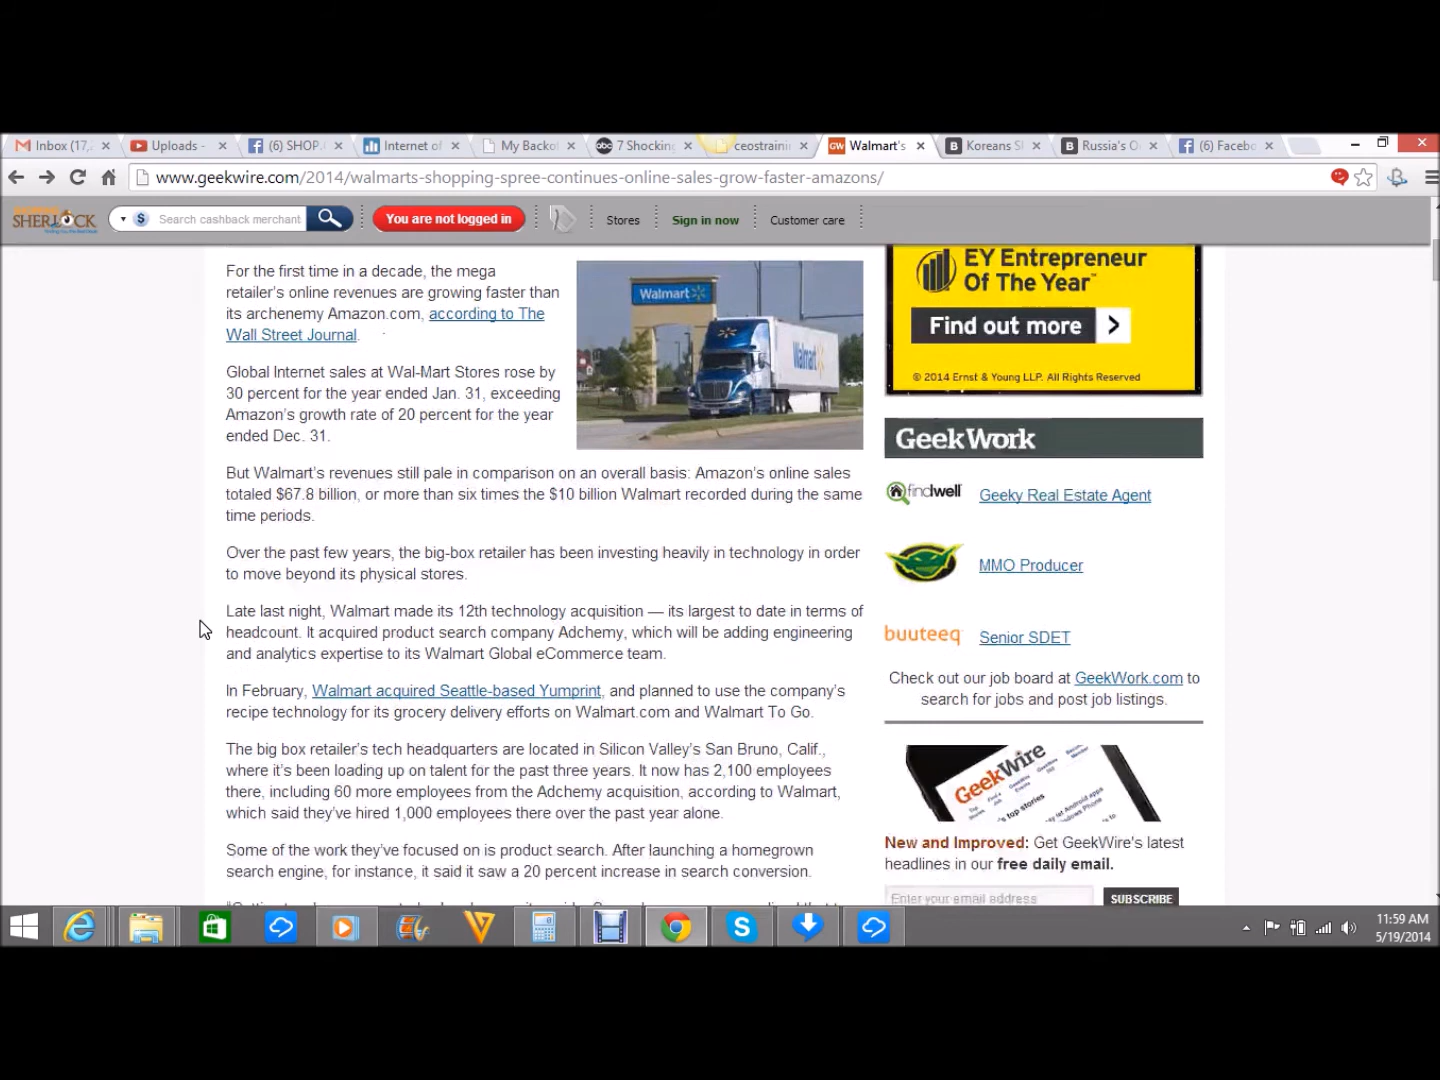 Inbox (17,
Uploads -
(6) SHOP.
Internet of
My Backo
abc
7 Shocking
ceostrainin
GW
Walmart's
Koreans S
Russia's O
(6) Facebo
www.geekwire.com/2014/walmarts-shopping-spree-continues-online-sales-grow-faster-amazons/
SHERLOCK
Search cashback merchant
You are not logged in
Stores
Sign in now
Customer care
For the first time in a decade, the mega
retailer's online revenues are growing faster than
its archenemy Amazon.com, according to The
Wall Street Journal.
Global Internet sales at Wal-Mart Stores rose by
30 percent for the year ended Jan. 31, exceeding
Amazon's growth rate of 20 percent for the year
ended Dec. 31.
Walmart
Walmart
But Walmart's revenues still pale in comparison on an overall basis: Amazon's online sales
totaled $67.8 billion, or more than six times the $10 billion Walmart recorded during the same
time periods.
Over the past few years, the big-box retailer has been investing heavily in technology in order
to move beyond its physical stores.
Late last night, Walmart made its 12th technology acquisition — its largest to date in terms of
headcount. It acquired product search company Adchemy, which will be adding engineering
and analytics expertise to its Walmart Global eCommerce team.
In February, Walmart acquired Seattle-based Yumprint, and planned to use the company's
recipe technology for its grocery delivery efforts on Walmart.com and Walmart To Go.
The big box retailer's tech headquarters are located in Silicon Valley's San Bruno, Calif.,
where it's been loading up on talent for the past three years. It now has 2,100 employees
there, including 60 more employees from the Adchemy acquisition, according to Walmart,
which said they've hired 1,000 employees there over the past year alone.
Some of the work they've focused on is product search. After launching a homegrown
search engine, for instance, it said it saw a 20 percent increase in search conversion.
EY Entrepreneur
Of The Year™
Find out more
© 2014 Ernst & Young LLP. All Rights Reserved
GeekWork
findwell
Geeky Real Estate Agent
MMO Producer
buuteeq
Senior SDET
Check out our job board at GeekWork.com to
search for jobs and post job listings.
GeekWire
New and Improved: Get GeekWire's latest
headlines in our free daily email.
Enter your email address
SUBSCRIBE
11:59 AM
5/19/2014